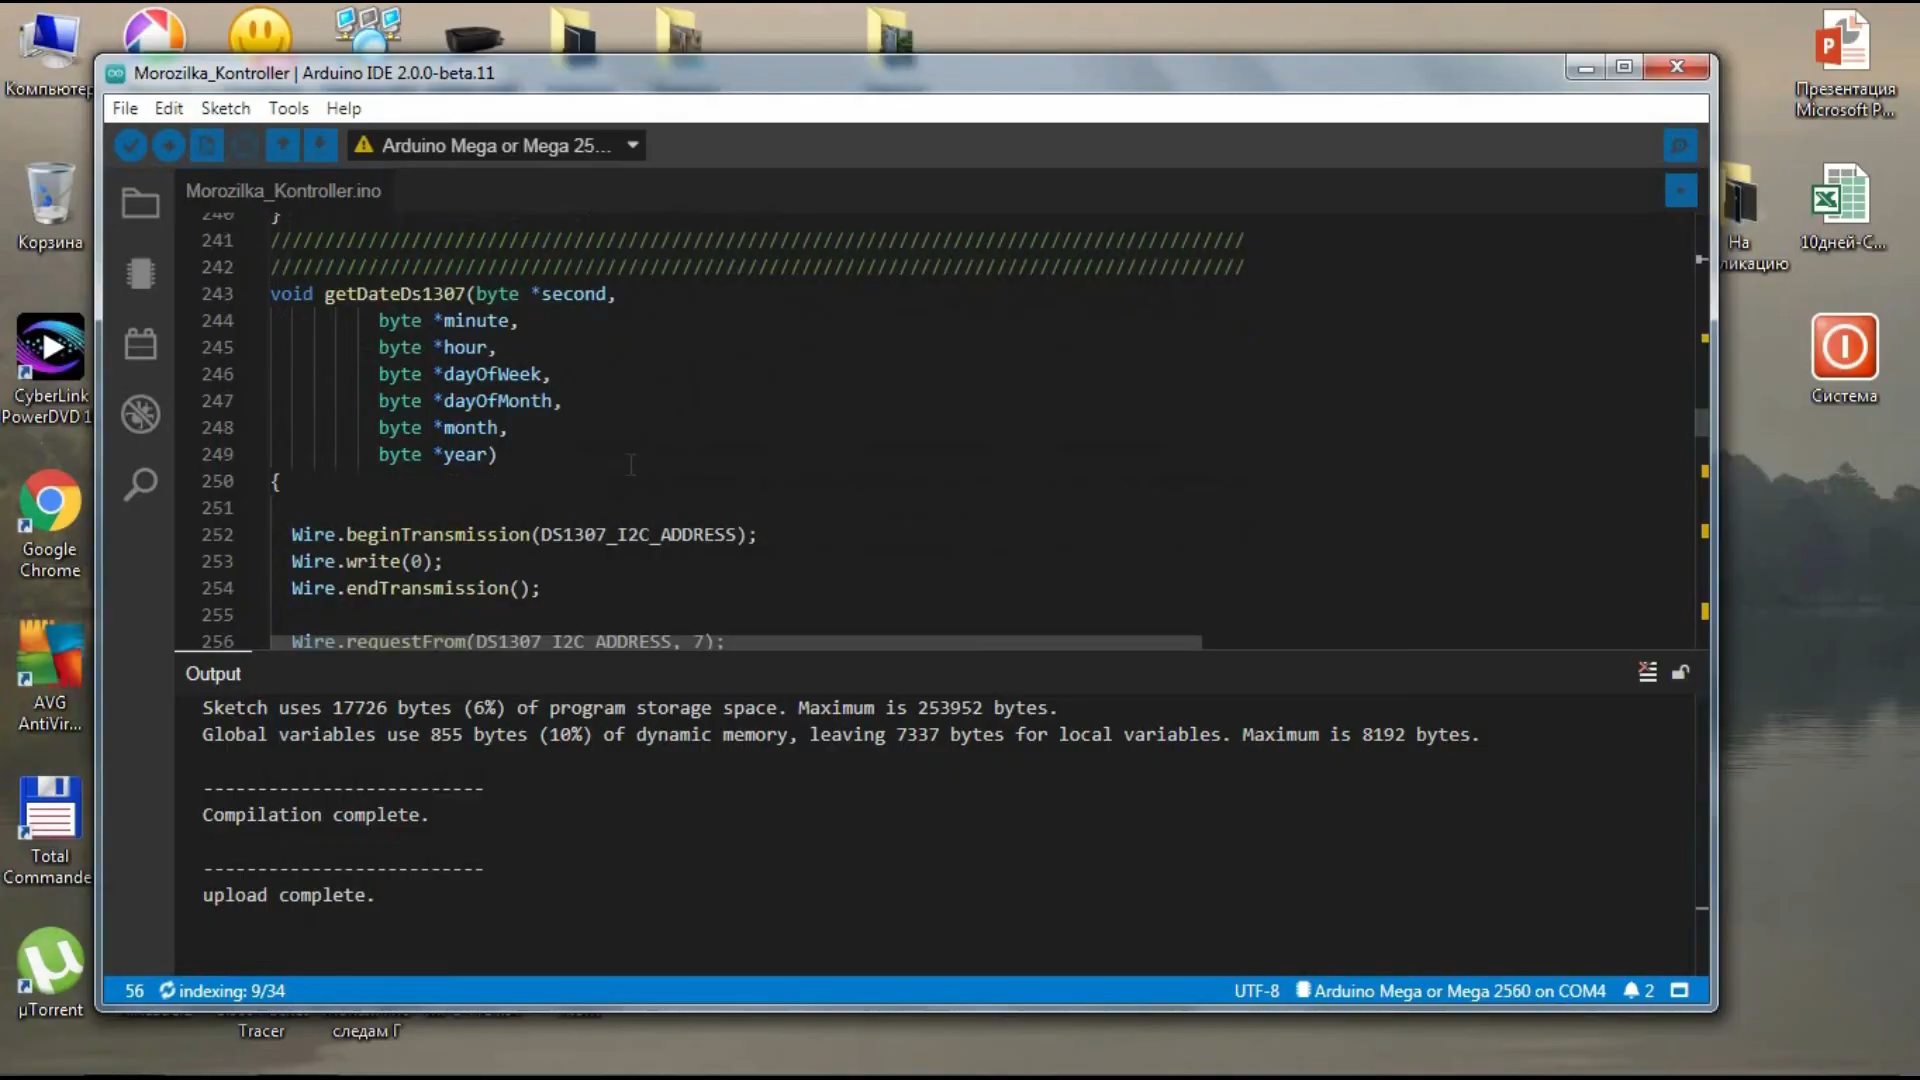 Компьютер
Корзина
CyberLink
PowerDVD 1
Google
Chrome
AVG
AntiVir...
Total
Commande
µTorrent
Morozilka_Kontroller | Arduino IDE 2.0.0-beta.11
File Edit Sketch Tools Help
Arduino Mega or Mega 25...
Morozilka_Kontroller.ino
240 }
241 //////////////////////////////////////////////////////////////////////////////////////////
242 //////////////////////////////////////////////////////////////////////////////////////////
243 void getDateDs1307(byte *second,
244 byte *minute,
245 byte *hour,
246 byte *dayOfWeek,
247 byte *dayOfMonth,
248 byte *month,
249 byte *year)
250 {
251
252 Wire.beginTransmission(DS1307_I2C_ADDRESS);
253 Wire.write(0);
254 Wire.endTransmission();
255
256 Wire.requestFrom(DS1307_I2C_ADDRESS, 7);
Output
Sketch uses 17726 bytes (6%) of program storage space. Maximum is 253952 bytes.
Global variables use 855 bytes (10%) of dynamic memory, leaving 7337 bytes for local variables. Maximum is 8192 bytes.
--------------------------
Compilation complete.
--------------------------
upload complete.
56 indexing: 9/34
UTF-8 Arduino Mega or Mega 2560 on COM4 2
Tracer
следам Г
Презентация
Microsoft P...
На
ликацию
10дней-С...
Система